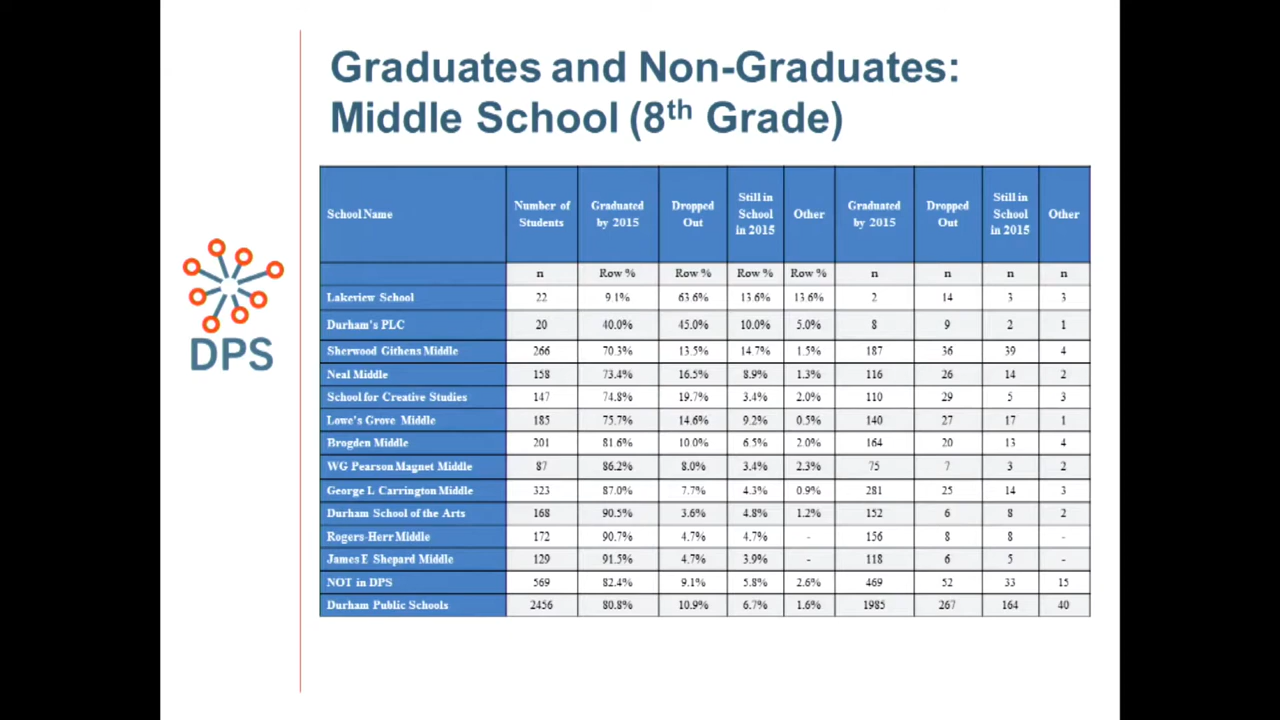 Graduates and Non-Graduates:
Middle School (8th Grade)
School Name Number of Students Graduated by 2015 Dropped Out Still in School in 2015 Other Graduated by 2015 Dropped Out Still in School in 2015 Other
n Row % Row % Row % Row % n n n n
Lakeview School 22 9.1% 63.6% 13.6% 13.6% 2 14 3 3
Durham's PLC 20 40.0% 45.0% 10.0% 5.0% 8 9 2 1
Sherwood Githens Middle 266 70.3% 13.5% 14.7% 1.5% 187 36 39 4
Neal Middle 158 73.4% 16.5% 8.9% 1.3% 116 26 14 2
School for Creative Studies 147 74.8% 19.7% 3.4% 2.0% 110 29 5 3
Lowe's Grove Middle 185 75.7% 14.6% 9.2% 0.5% 140 27 17 1
Brogden Middle 201 81.6% 10.0% 6.5% 2.0% 164 20 13 4
WG Pearson Magnet Middle 87 86.2% 8.0% 3.4% 2.3% 75 7 3 2
George L Carrington Middle 323 87.0% 7.7% 4.3% 0.9% 281 25 14 3
Durham School of the Arts 168 90.5% 3.6% 4.8% 1.2% 152 6 8 2
Rogers-Herr Middle 172 90.7% 4.7% 4.7% - 156 8 8 -
James E Shepard Middle 129 91.5% 4.7% 3.9% - 118 6 5 -
NOT in DPS 569 82.4% 9.1% 5.8% 2.6% 469 52 33 15
Durham Public Schools 2456 80.8% 10.9% 6.7% 1.6% 1985 267 164 40
DPS